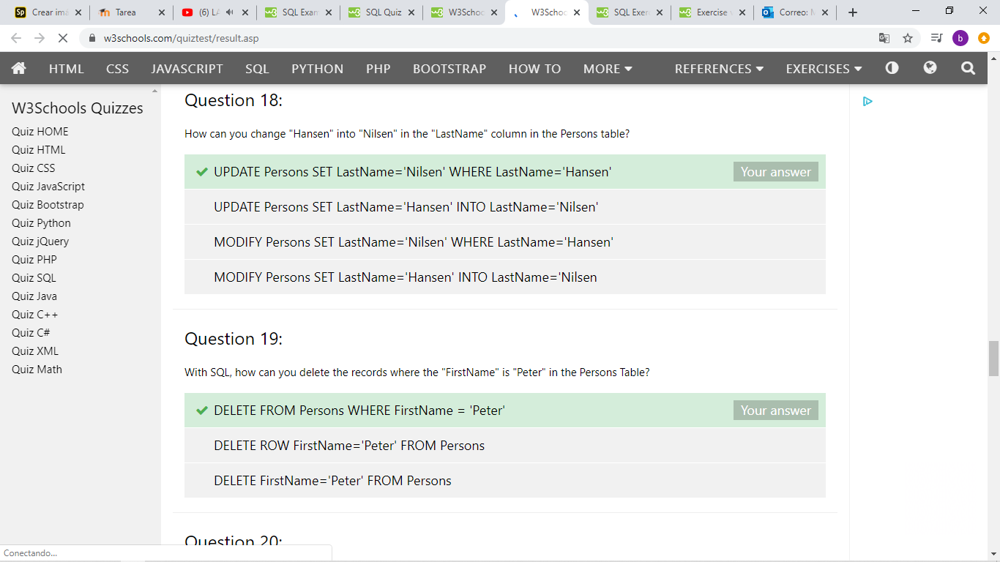 Crear imá
Tarea
(6) LA
SQL Exam
SQL Quiz
W3Schoo
W3Schoo
SQL Exer
Exercise v
Correo: M
w3schools.com/quiztest/result.asp
b
HTML CSS JAVASCRIPT SQL PYTHON PHP BOOTSTRAP HOW TO MORE REFERENCES EXERCISES
W3Schools Quizzes
Quiz HOME
Quiz HTML
Quiz CSS
Quiz JavaScript
Quiz Bootstrap
Quiz Python
Quiz jQuery
Quiz PHP
Quiz SQL
Quiz Java
Quiz C++
Quiz C#
Quiz XML
Quiz Math
Question 18:
How can you change "Hansen" into "Nilsen" in the "LastName" column in the Persons table?
UPDATE Persons SET LastName='Nilsen' WHERE LastName='Hansen' Your answer
UPDATE Persons SET LastName='Hansen' INTO LastName='Nilsen'
MODIFY Persons SET LastName='Nilsen' WHERE LastName='Hansen'
MODIFY Persons SET LastName='Hansen' INTO LastName='Nilsen
Question 19:
With SQL, how can you delete the records where the "FirstName" is "Peter" in the Persons Table?
DELETE FROM Persons WHERE FirstName = 'Peter' Your answer
DELETE ROW FirstName='Peter' FROM Persons
DELETE FirstName='Peter' FROM Persons
Question 20:
Conectando...